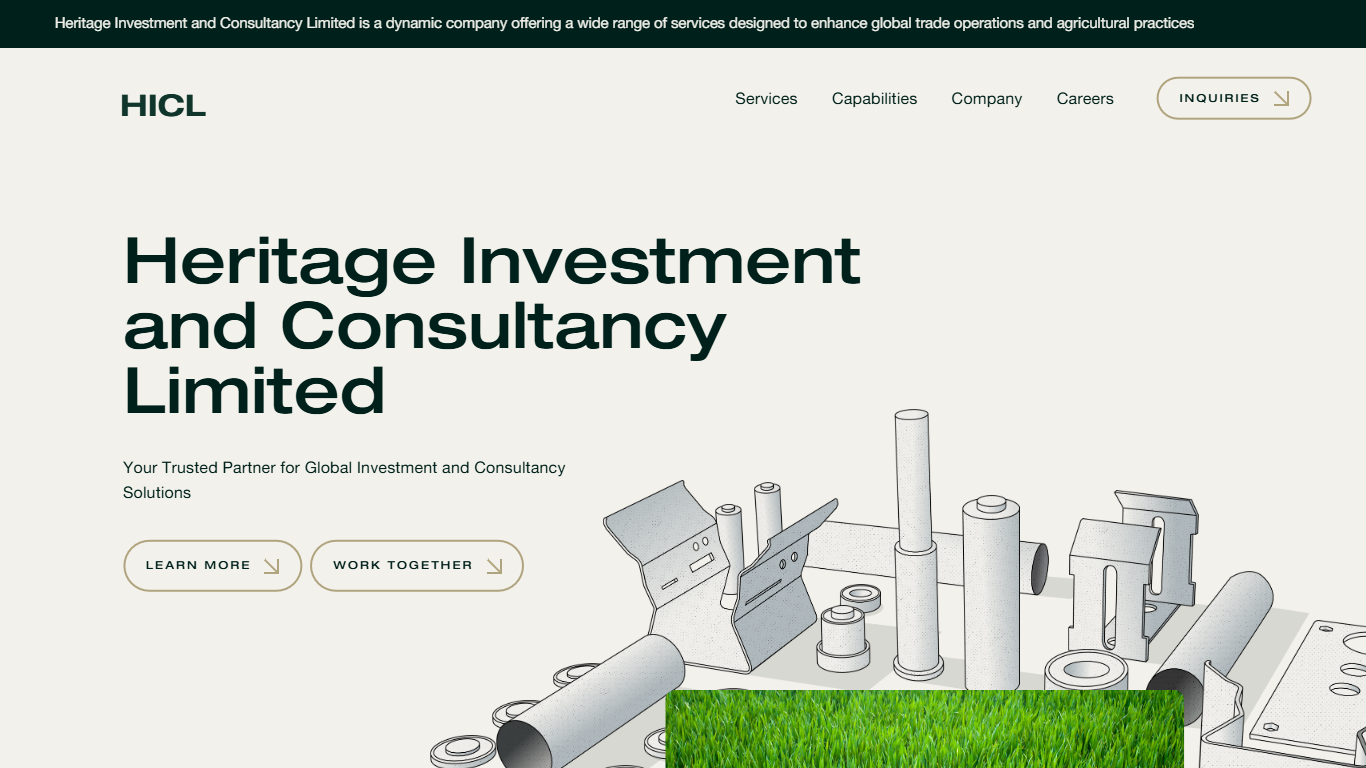 Heritage Investment and Consultancy Limited is a dynamic company offering a wide range of services designed to enhance global trade operations and agricultural practices
HICL
Services
Capabilities
Company
Careers
INQUIRIES
Heritage Investment
and Consultancy
Limited
Your Trusted Partner for Global Investment and Consultancy
Solutions
LEARN MORE
WORK TOGETHER